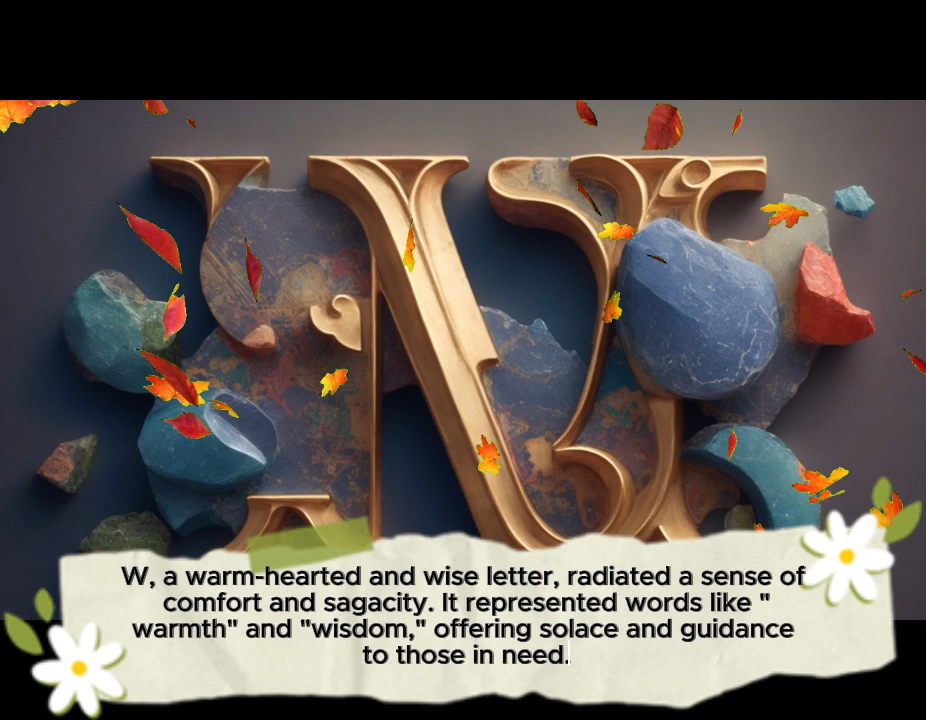 W, a warm-hearted and wise letter, radiated a sense of
comfort and sagacity. It represented words like "
warmth" and "wisdom," offering solace and guidance
to those in need.